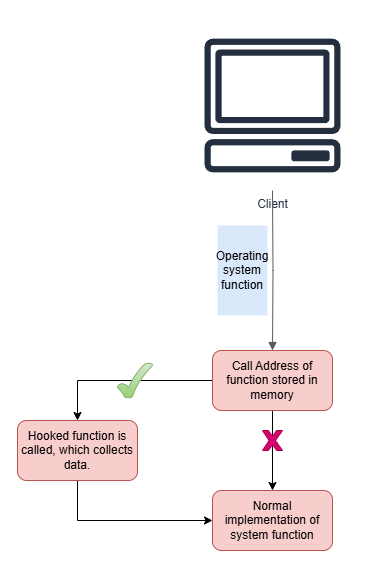 Client
Operating
system
function
Call Address of
function stored in
memory
Hooked function is
called, which collects
data.
Normal
implementation of
system function